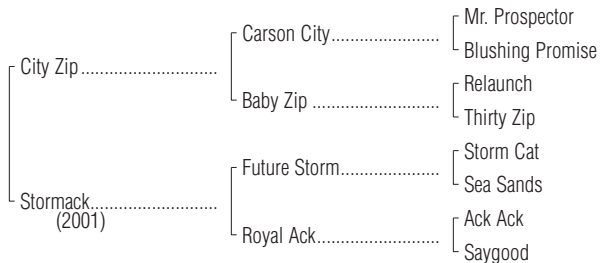 Mr. Prospector
Carson City
Blushing Promise
City Zip
Relaunch
Baby Zip
Thirty Zip
Storm Cat
Future Storm
Sea Sands
Stormack
(2001)
Ack Ack
Royal Ack
Saygood